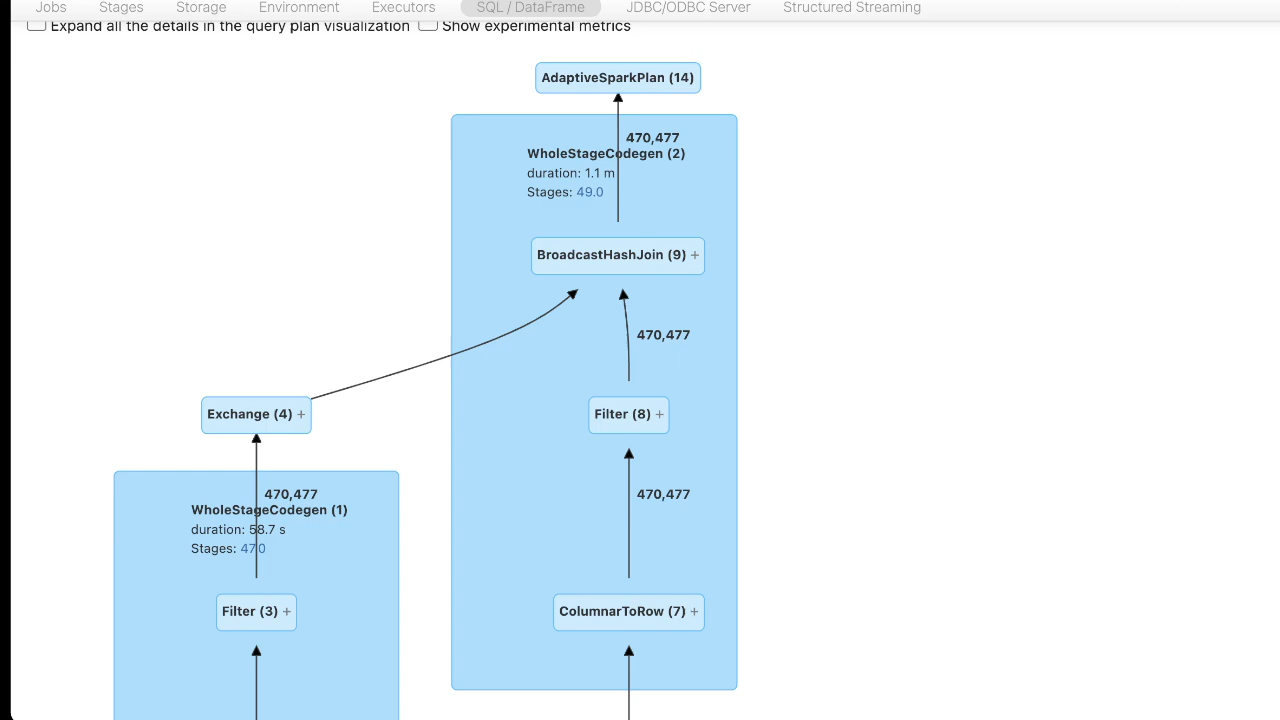 Jobs Stages Storage Environment Executors SQL / DataFrame JDBC/ODBC Server Structured Streaming
Expand all the details in the query plan visualization Show experimental metrics
AdaptiveSparkPlan (14)
470,477
WholeStageCodegen (2)
duration: 1.1 m
Stages: 49.0
BroadcastHashJoin (9) +
470,477
Exchange (4) +
Filter (8) +
470,477
470,477
WholeStageCodegen (1)
duration: 58.7 s
Stages: 47.0
Filter (3) +
ColumnarToRow (7) +